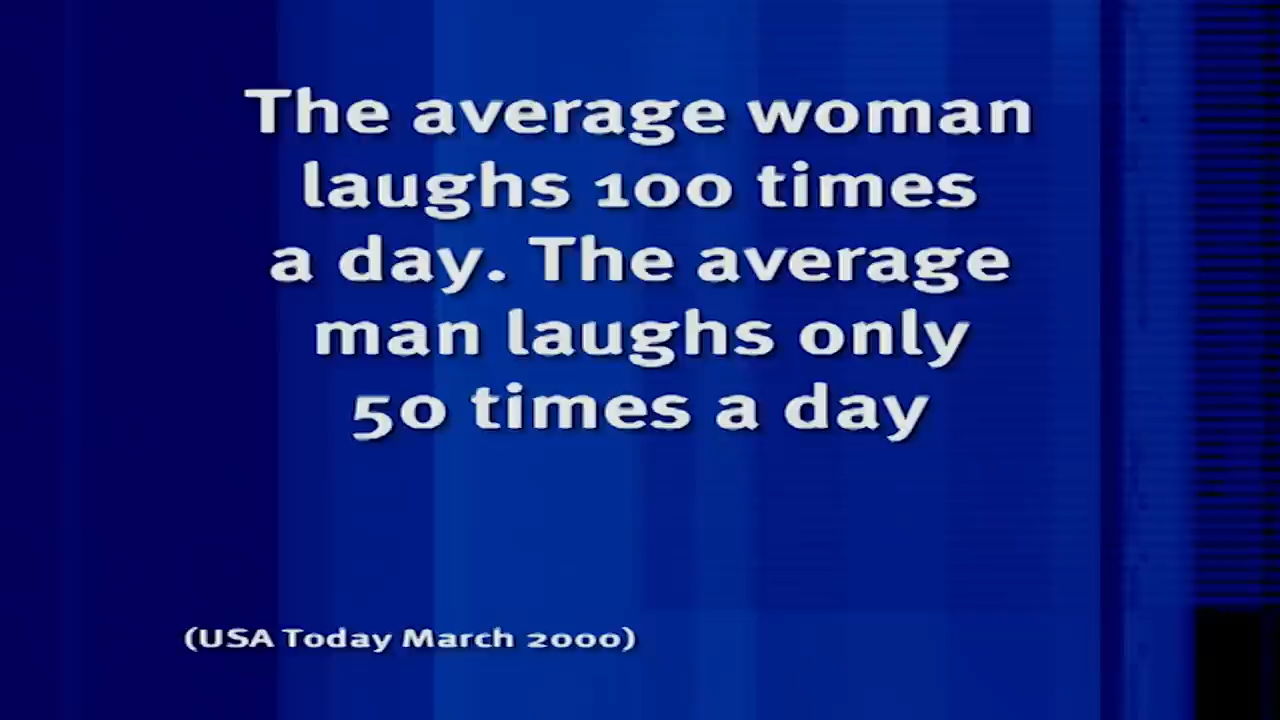 The average woman
laughs 100 times
a day. The average
man laughs only
50 times a day
(USA Today March 2000)